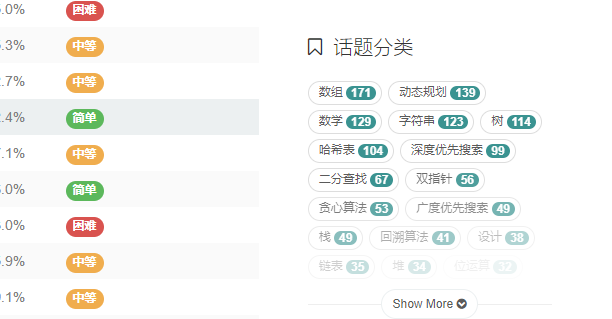 困难
.3% 中等
.7% 中等
.4% 简单
.1% 中等
.0% 简单
.0% 困难
.9% 中等
.1% 中等
话题分类
数组 171 动态规划 139
数学 129 字符串 123 树 114
哈希表 104 深度优先搜索 99
二分查找 67 双指针 56
贪心算法 53 广度优先搜索 49
栈 49 回溯算法 41 设计 38
链表 35 堆 34 位运算 32
Show More